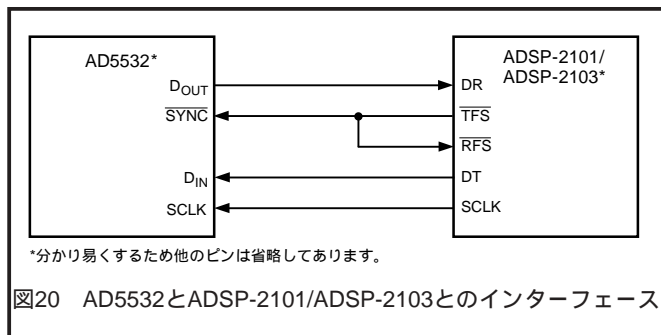 AD5532*
ADSP-2101/
ADSP-2103*
DOUT
DR
SYNC
TFS
RFS
DIN
DT
SCLK
SCLK
*分かり易くするため他のピンは省略してあります。
図20　AD5532とADSP-2101/ADSP-2103とのインターフェース